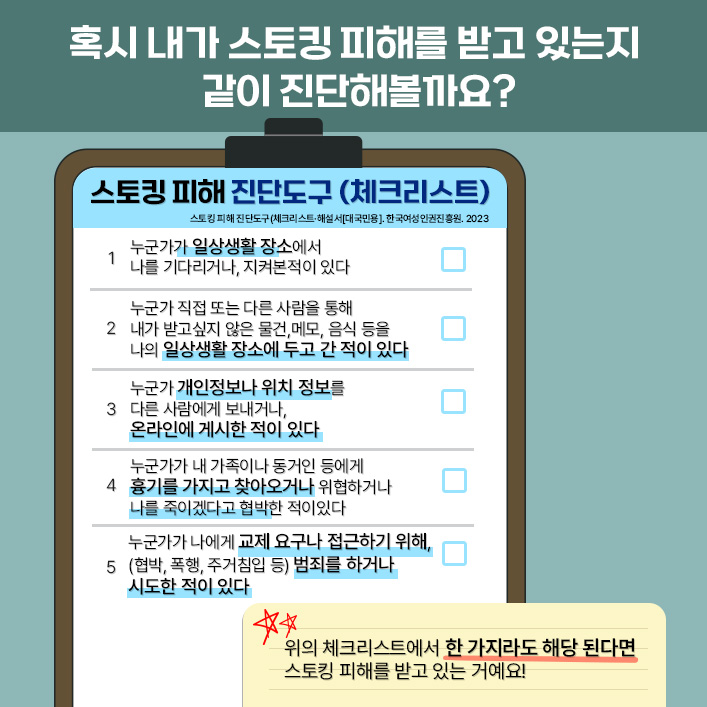 혹시 내가 스토킹 피해를 받고 있는지
같이 진단해볼까요?
스토킹 피해 진단도구 (체크리스트)
스토킹 피해 진단도구(체크리스트·해설서[대국민용]. 한국여성인권진흥원. 2023
1
누군가가 일상생활 장소에서
나를 기다리거나, 지켜본적이 있다
2
누군가 직접 또는 다른 사람을 통해
내가 받고싶지 않은 물건,메모, 음식 등을
나의 일상생활 장소에 두고 간 적이 있다
3
누군가 개인정보나 위치 정보를
다른 사람에게 보내거나,
온라인에 게시한 적이 있다
4
누군가가 내 가족이나 동거인 등에게
흉기를 가지고 찾아오거나 위협하거나
나를 죽이겠다고 협박한 적이있다
5
누군가가 나에게 교제 요구나 접근하기 위해,
(협박, 폭행, 주거침입 등) 범죄를 하거나
시도한 적이 있다
위의 체크리스트에서 한 가지라도 해당 된다면
스토킹 피해를 받고 있는 거예요!